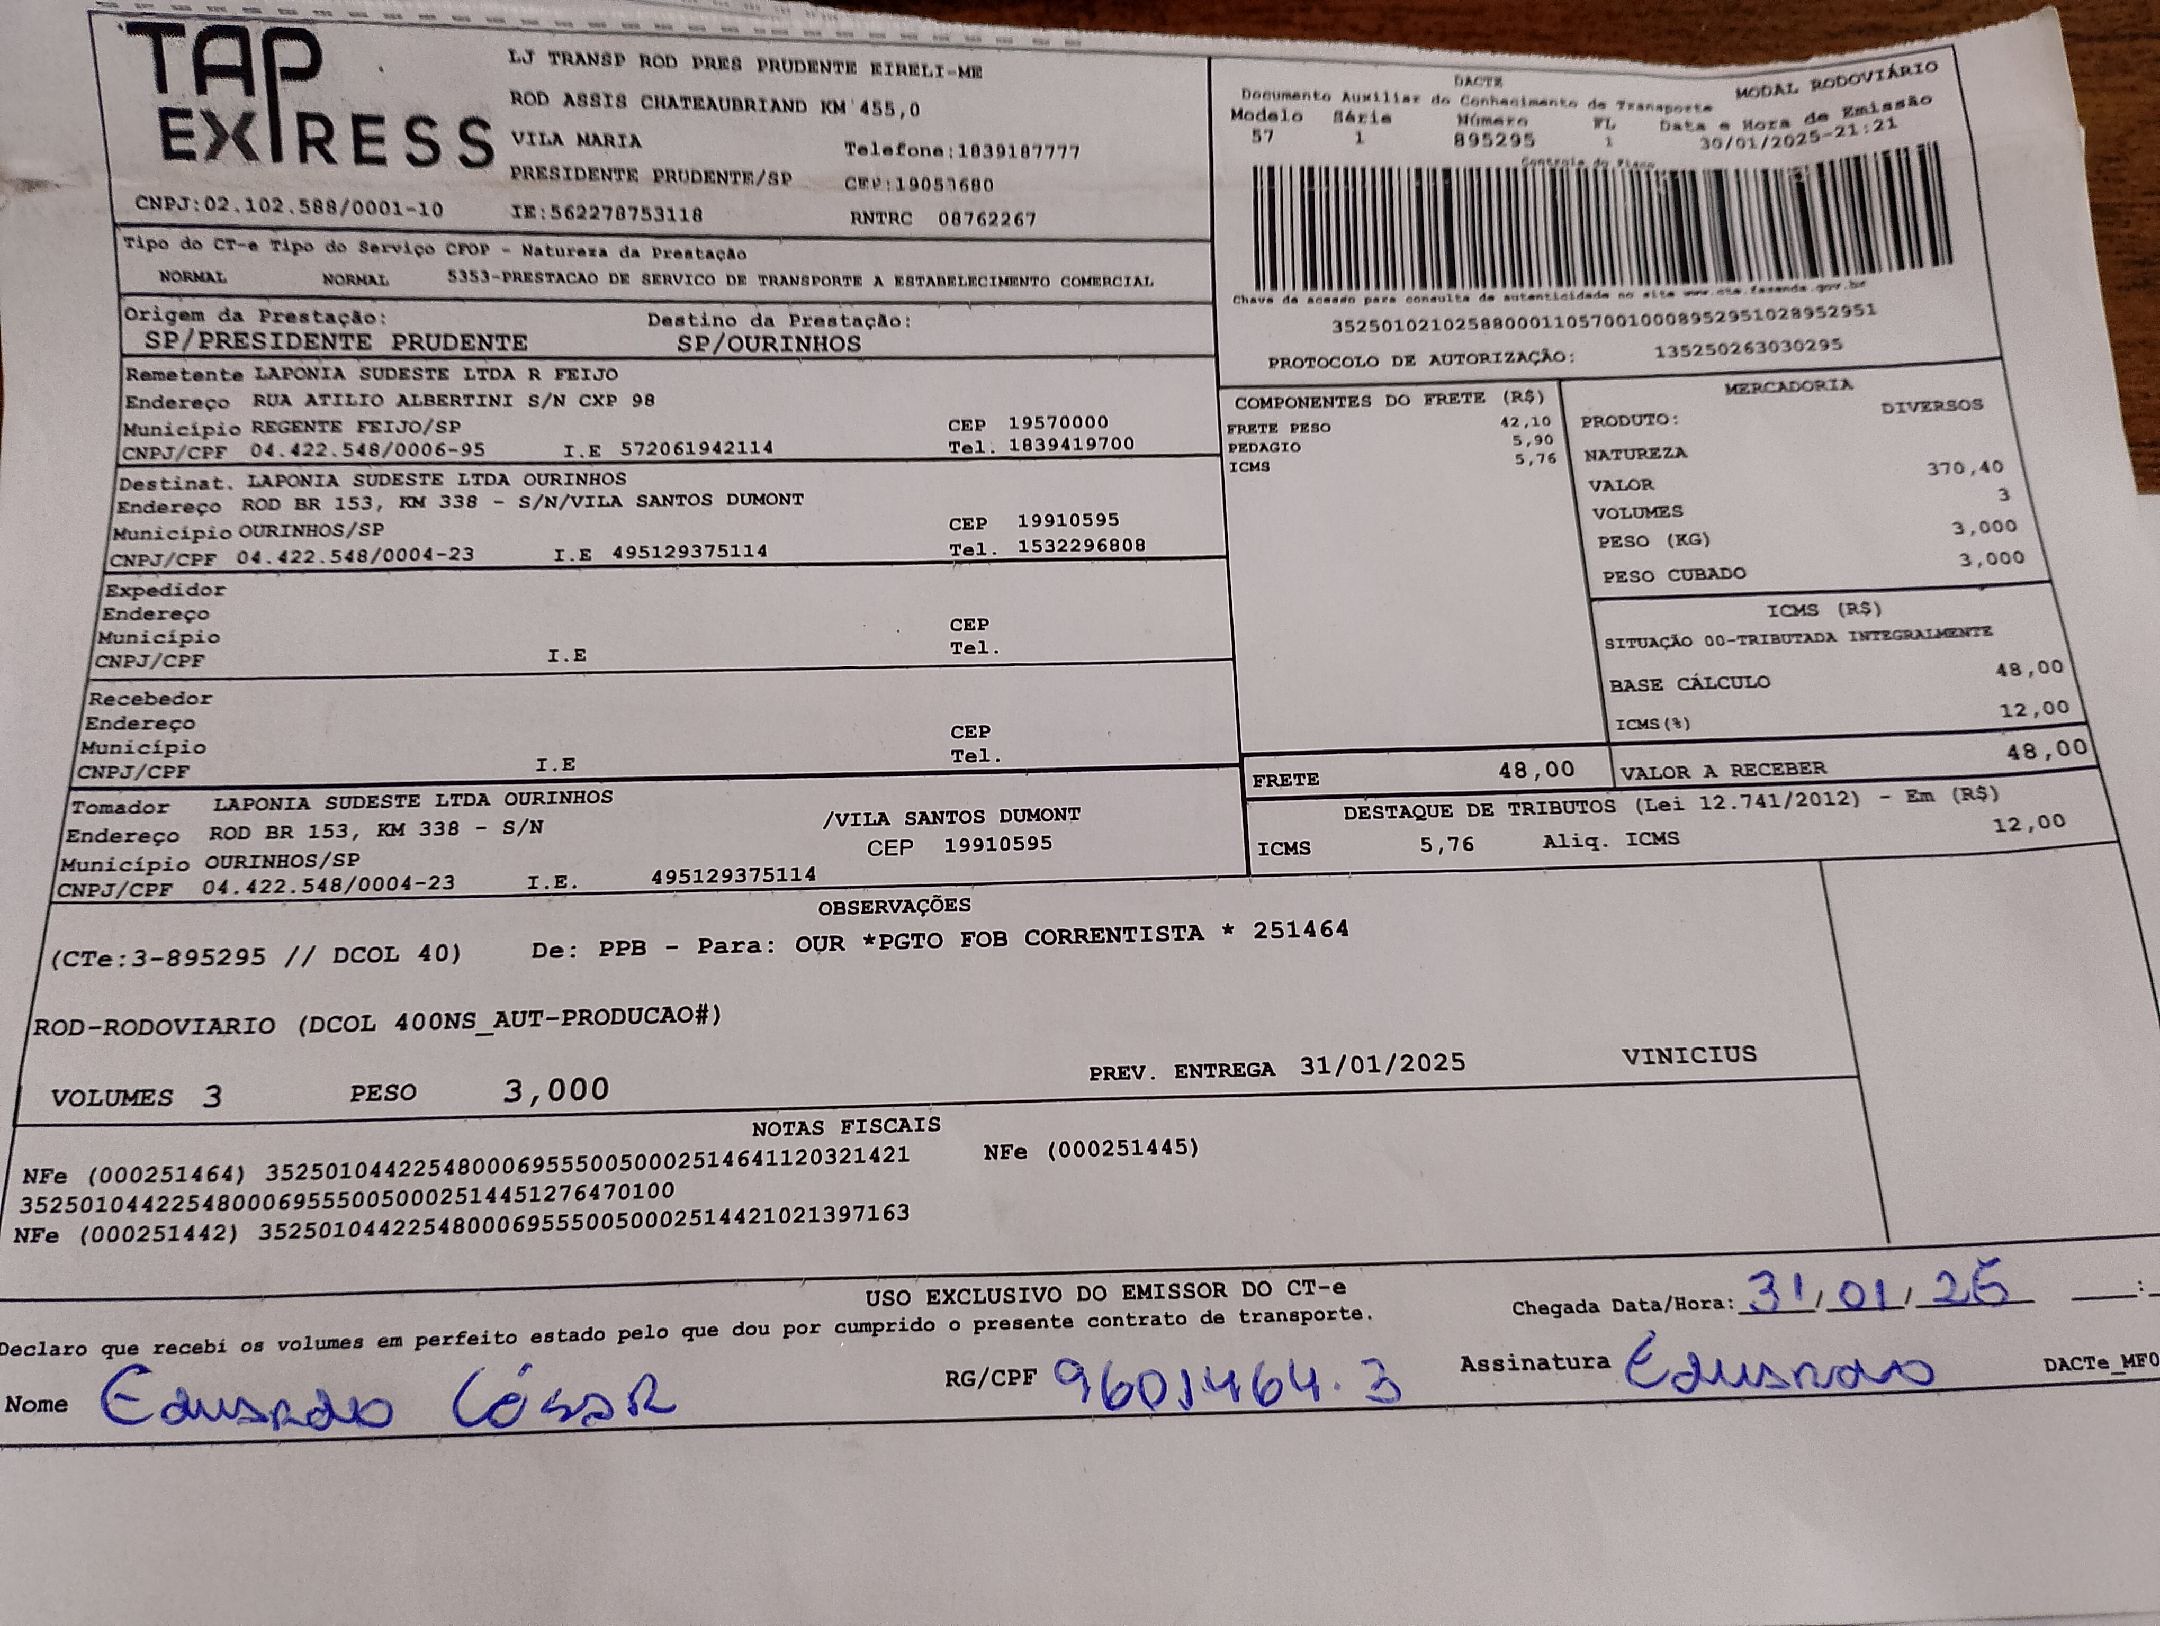 TAP EXPRESS
LJ TRANSP ROD PRES PRUDENTE EIRELI-ME
ROD ASSIS CHATEAUBRIAND KM 455,0
VILA MARIA Telefone:1839187777
PRESIDENTE PRUDENTE/SP CEP:19053680
CNPJ:02.102.588/0001-10 IE:562278753118 RNTRC 08762267
DACTE MODAL RODOVIÁRIO
Documento Auxiliar do Conhecimento de Transporte
Modelo Série Número FL Data e Hora de Emissão
57 1 895295 1 30/01/2025-21:21
Controle do Fisco
Chave de acesso para consulta de autenticidade no site www.cte.fazenda.gov.br
35250102102588000110570010008952951028952951
PROTOCOLO DE AUTORIZAÇÃO: 135250263030295
Tipo do CT-e Tipo do Serviço CFOP - Natureza da Prestação
NORMAL NORMAL 5353-PRESTACAO DE SERVICO DE TRANSPORTE A ESTABELECIMENTO COMERCIAL
Origem da Prestação: Destino da Prestação:
SP/PRESIDENTE PRUDENTE SP/OURINHOS
Remetente LAPONIA SUDESTE LTDA R FEIJO
Endereço RUA ATILIO ALBERTINI S/N CXP 98
Município REGENTE FEIJO/SP CEP 19570000
CNPJ/CPF 04.422.548/0006-95 I.E 572061942114 Tel. 1839419700
Destinat. LAPONIA SUDESTE LTDA OURINHOS
Endereço ROD BR 153, KM 338 - S/N/VILA SANTOS DUMONT
Município OURINHOS/SP CEP 19910595
CNPJ/CPF 04.422.548/0004-23 I.E 495129375114 Tel. 1532296808
Expedidor
Endereço
Município CEP
CNPJ/CPF I.E Tel.
Recebedor
Endereço
Município CEP
CNPJ/CPF I.E Tel.
Tomador LAPONIA SUDESTE LTDA OURINHOS
Endereço ROD BR 153, KM 338 - S/N /VILA SANTOS DUMONT
Município OURINHOS/SP CEP 19910595
CNPJ/CPF 04.422.548/0004-23 I.E. 495129375114
COMPONENTES DO FRETE (R$)
FRETE PESO 42,10
PEDAGIO 5,90
ICMS 5,76
MERCADORIA
PRODUTO: DIVERSOS
NATUREZA
VALOR 370,40
VOLUMES 3
PESO (KG) 3,000
PESO CUBADO 3,000
ICMS (R$)
SITUAÇÃO 00-TRIBUTADA INTEGRALMENTE
BASE CÁLCULO 48,00
ICMS(%) 12,00
FRETE 48,00 VALOR A RECEBER 48,00
DESTAQUE DE TRIBUTOS (Lei 12.741/2012) - Em (R$)
ICMS 5,76 Aliq. ICMS 12,00
OBSERVAÇÕES
(CTe:3-895295 // DCOL 40) De: PPB - Para: OUR *PGTO FOB CORRENTISTA * 251464
ROD-RODOVIARIO (DCOL 400NS_AUT-PRODUCAO#)
VOLUMES 3 PESO 3,000 PREV. ENTREGA 31/01/2025 VINICIUS
NOTAS FISCAIS
NFe (000251464) 35250104422548000695550050002514641120321421 NFe (000251445)
35250104422548000695550050002514451276470100
NFe (000251442) 35250104422548000695550050002514421021397163
USO EXCLUSIVO DO EMISSOR DO CT-e
Declaro que recebi os volumes em perfeito estado pelo que dou por cumprido o presente contrato de transporte.
Chegada Data/Hora: 31/01/25 __:
Nome Eduardo César RG/CPF 9601464.3 Assinatura Eduardo DACTe_MF0